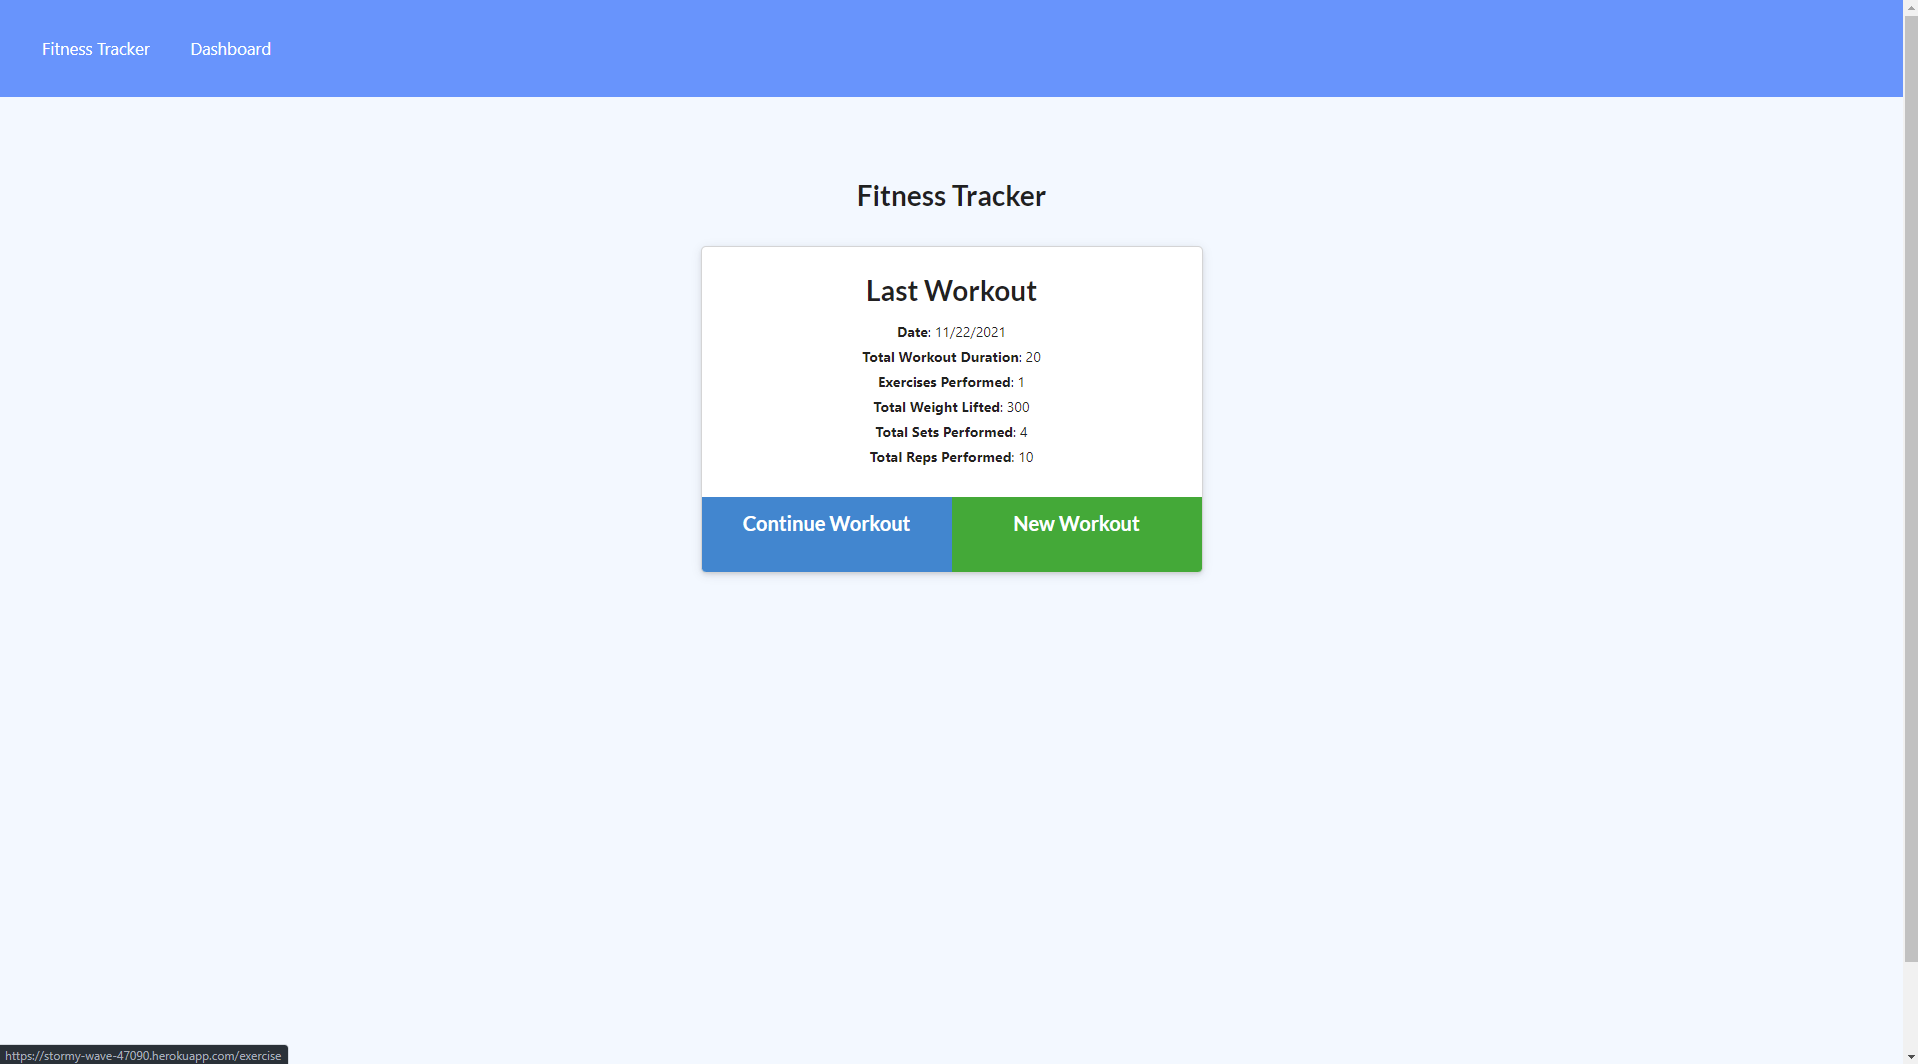 Fitness Tracker Dashboard
Fitness Tracker
Last Workout
Date: 11/22/2021
Total Workout Duration: 20
Exercises Performed: 1
Total Weight Lifted: 300
Total Sets Performed: 4
Total Reps Performed: 10
Continue Workout New Workout
https://stormy-wave-47090.herokuapp.com/exercise